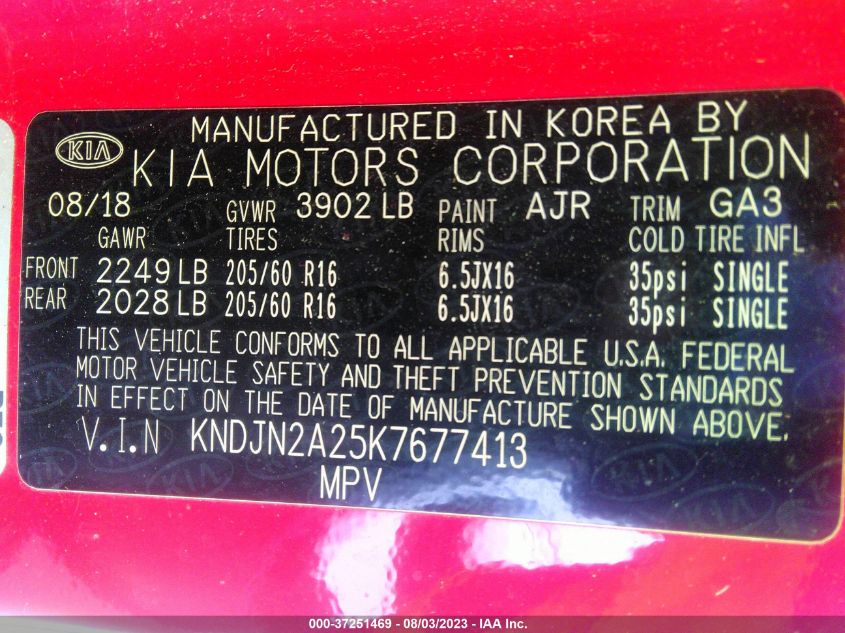 MANUFACTURED IN KOREA BY
KIA KIA MOTORS CORPORATION
08/18 GVWR 3902 LB PAINT AJR TRIM GA3
GAWR TIRES RIMS COLD TIRE INFL
FRONT 2249 LB 205/60 R16 6.5JX16 35psi SINGLE
REAR 2028 LB 205/60 R16 6.5JX16 35psi SINGLE
THIS VEHICLE CONFORMS TO ALL APPLICABLE U.S.A. FEDERAL
MOTOR VEHICLE SAFETY AND THEFT PREVENTION STANDARDS
IN EFFECT ON THE DATE OF MANUFACTURE SHOWN ABOVE.
V.I.N KNDJN2A25K7677413
MPV
000-37251469 - 08/03/2023 - IAA Inc.